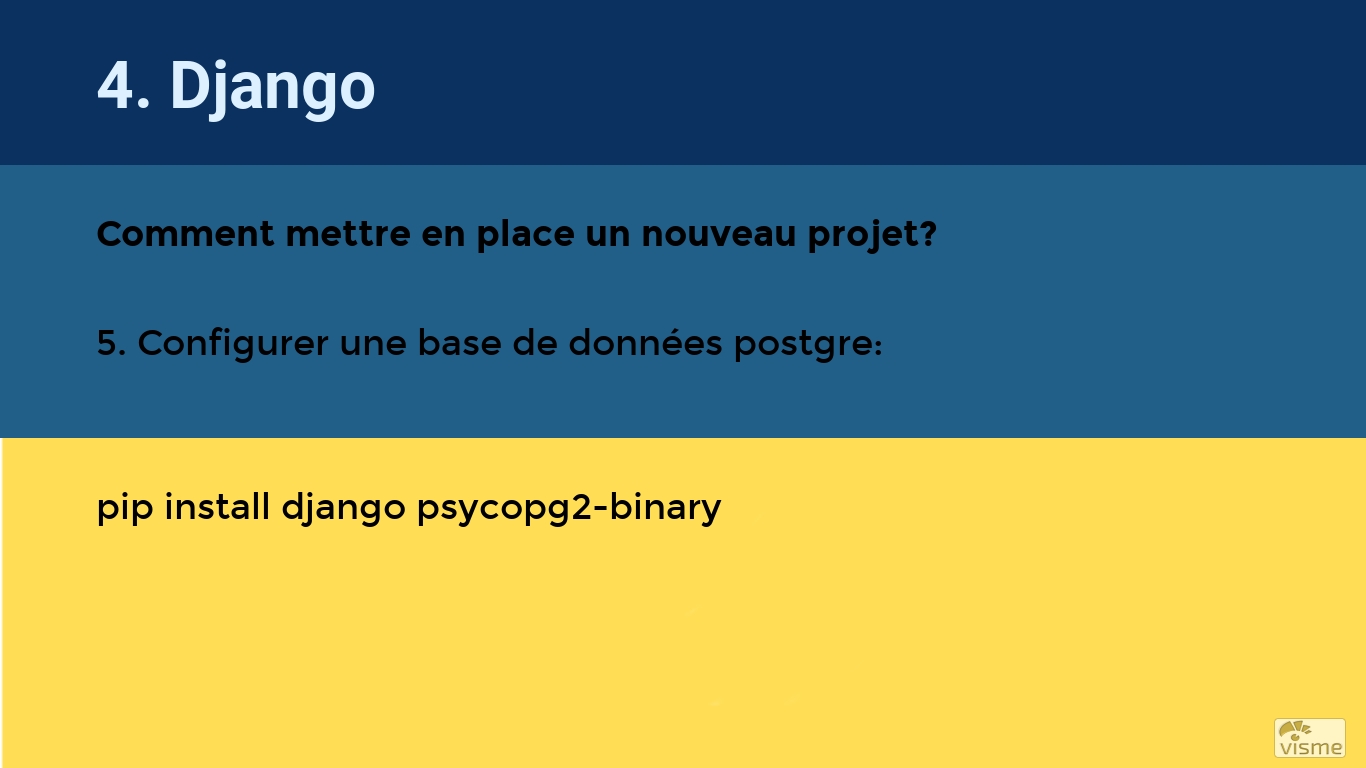 4. Django
Comment mettre en place un nouveau projet?
5. Configurer une base de données postgre:
pip install django psycopg2-binary
visme